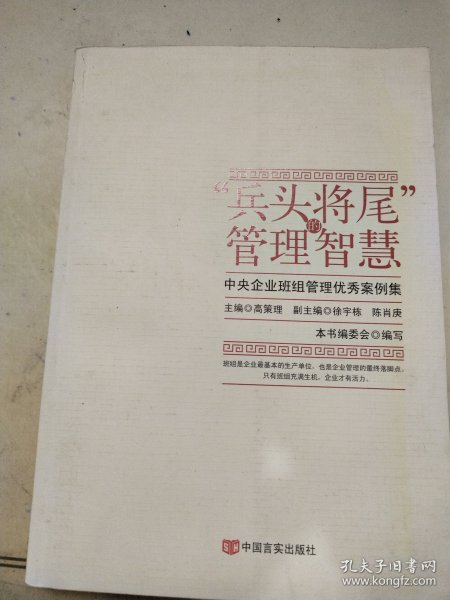 “兵头将尾”
的
管理智慧
中央企业班组管理优秀案例集
主编◎高策理 副主编◎徐宇栋 陈肖庚
本书编委会◎编写
班组是企业最基本的生产单位，也是企业管理的最终落脚点。
只有班组充满生机，企业才有活力。
中国言实出版社
孔夫子旧书网
www.kongfz.com